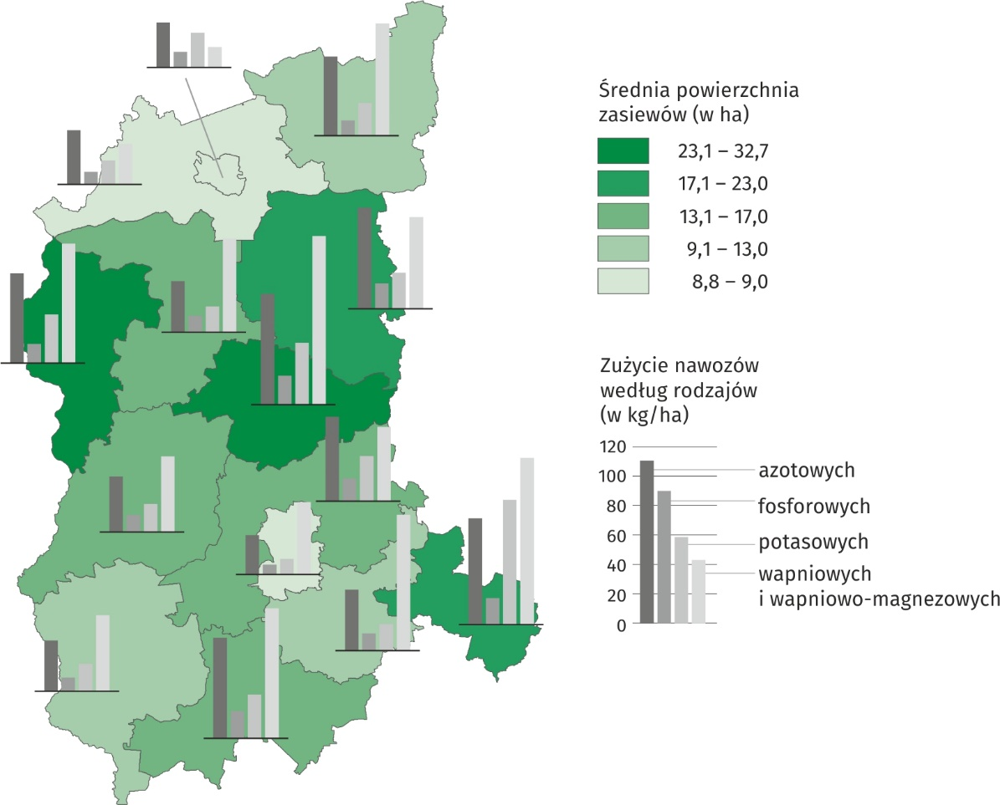 Średnia powierzchnia
zasiewów (w ha)
23,1 – 32,7
17,1 – 23,0
13,1 – 17,0
9,1 – 13,0
8,8 – 9,0
Zużycie nawozów
według rodzajów
(w kg/ha)
120
100
80
60
40
20
0
azotowych
fosforowych
potasowych
wapniowych
i wapniowo-magnezowych